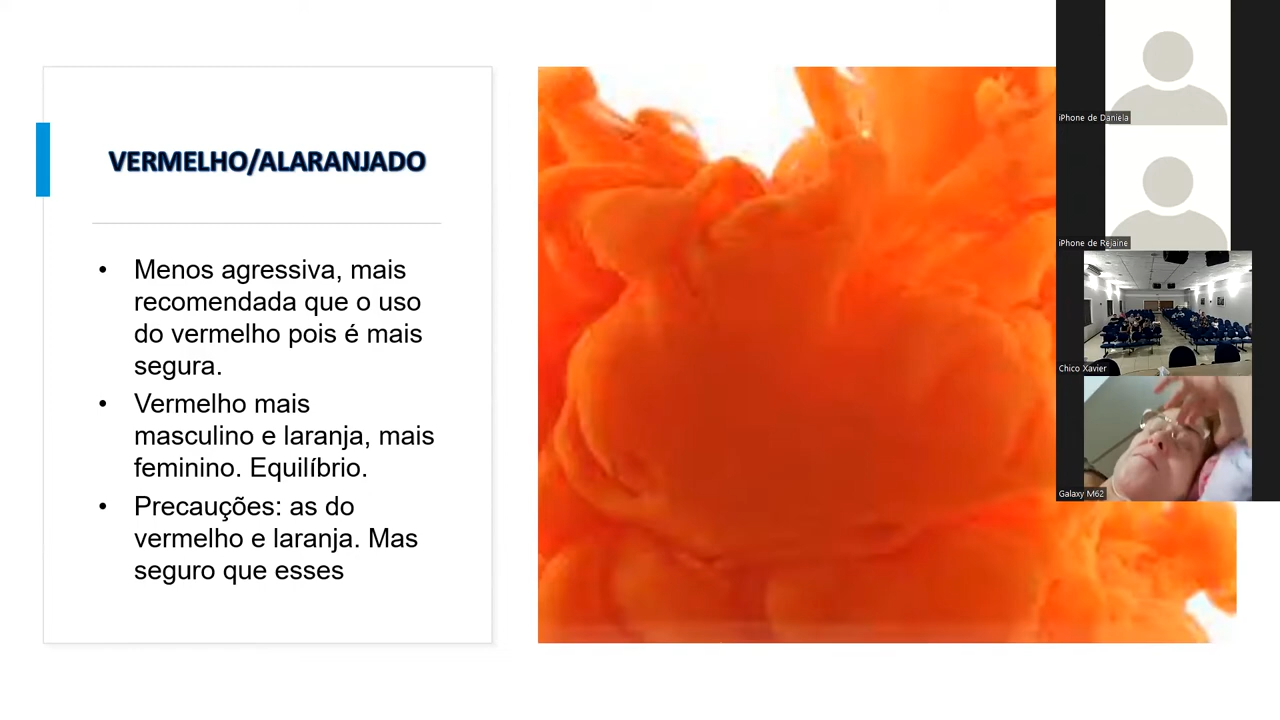 VERMELHO/ALARANJADO
• Menos agressiva, mais
recomendada que o uso
do vermelho pois é mais
segura.
• Vermelho mais
masculino e laranja, mais
feminino. Equilíbrio.
• Precauções: as do
vermelho e laranja. Mas
seguro que esses
iPhone de Daniela
iPhone de Rejaine
Chico Xavier
Galaxy M62